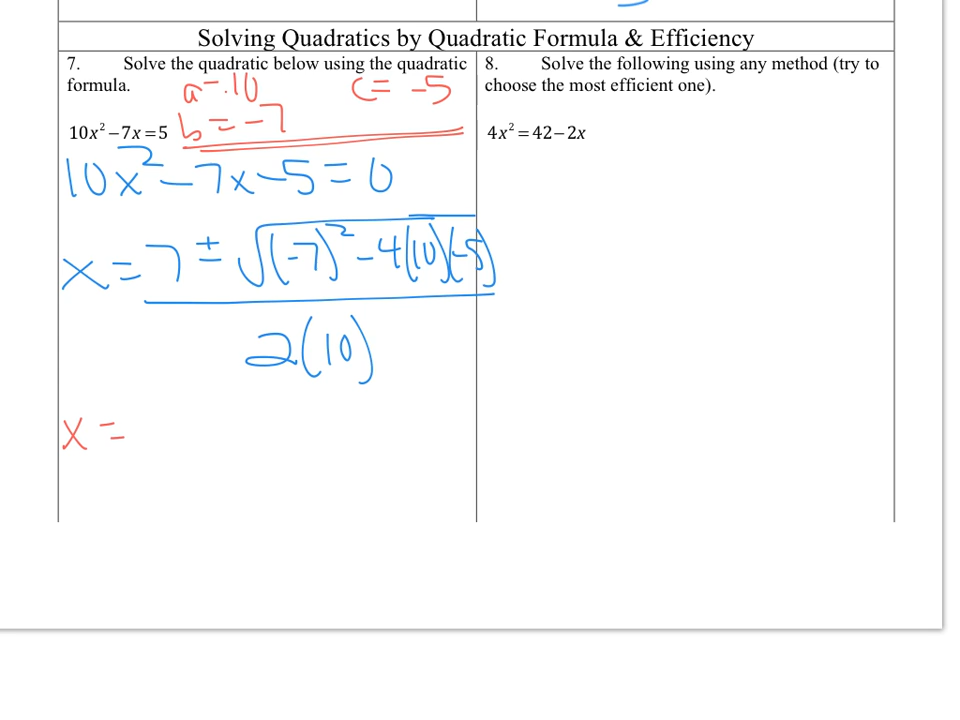 Solving Quadratics by Quadratic Formula & Efficiency
7. Solve the quadratic below using the quadratic
formula.
a = 10 c = -5
b = -7
10x² – 7x = 5
10x² - 7x - 5 = 0
x = 7 ± √(-7)² - 4(10)(-5)
2(10)
x =
8. Solve the following using any method (try to
choose the most efficient one).
4x² = 42 – 2x